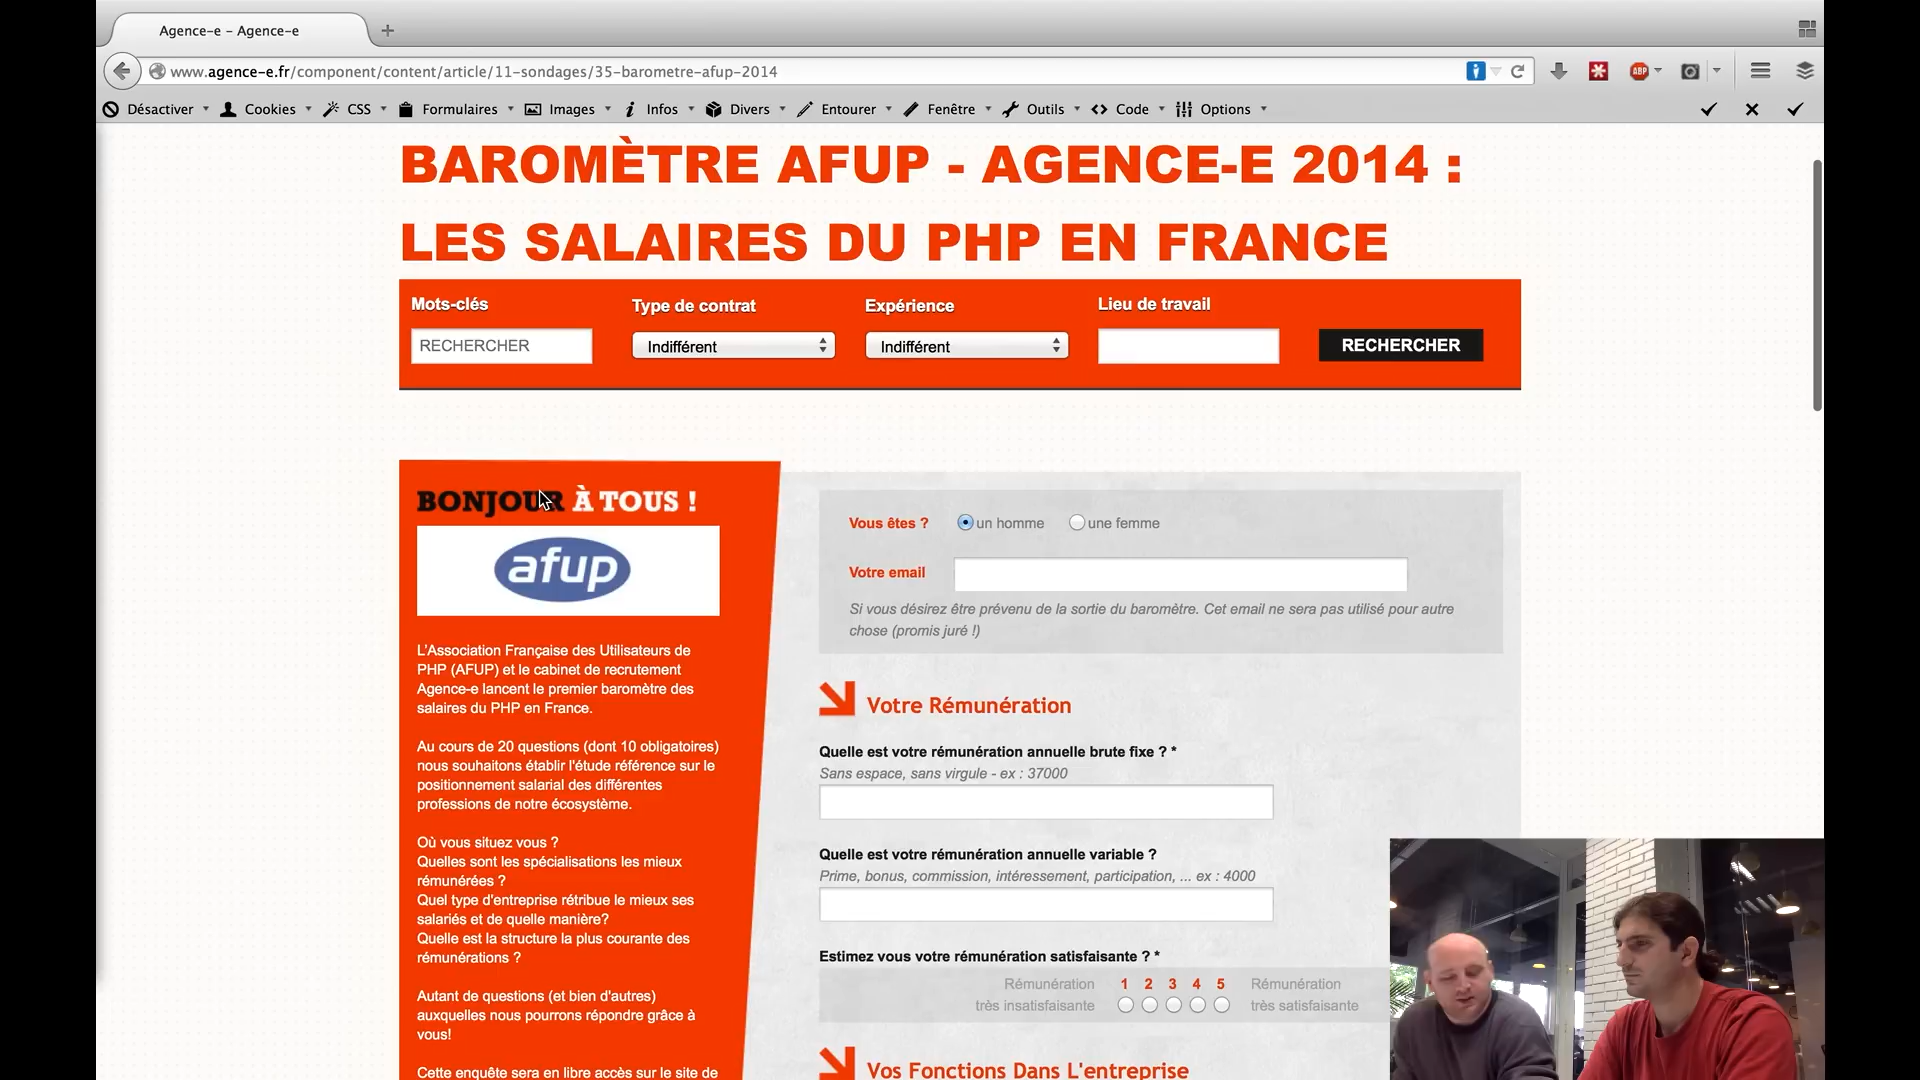 Agence-e – Agence-e
www.agence-e.fr/component/content/article/11-sondages/35-barometre-afup-2014
ABP
Désactiver Cookies CSS Formulaires Images Infos Divers Entourer Fenêtre Outils Code Options
BAROMÈTRE AFUP - AGENCE-E 2014 :
LES SALAIRES DU PHP EN FRANCE
Mots-clés Type de contrat Expérience Lieu de travail
RECHERCHER Indifférent Indifférent RECHERCHER
BONJOUR À TOUS !
afup
L'Association Française des Utilisateurs de
PHP (AFUP) et le cabinet de recrutement
Agence-e lancent le premier baromètre des
salaires du PHP en France.
Au cours de 20 questions (dont 10 obligatoires)
nous souhaitons établir l'étude référence sur le
positionnement salarial des différentes
professions de notre écosystème.
Où vous situez vous ?
Quelles sont les spécialisations les mieux
rémunérées ?
Quel type d'entreprise rétribue le mieux ses
salariés et de quelle manière?
Quelle est la structure la plus courante des
rémunérations ?
Autant de questions (et bien d'autres)
auxquelles nous pourrons répondre grâce à
vous!
Cette enquête sera en libre accès sur le site de
Vous êtes ? un homme une femme
Votre email
Si vous désirez être prévenu de la sortie du baromètre. Cet email ne sera pas utilisé pour autre
chose (promis juré !)
Votre Rémunération
Quelle est votre rémunération annuelle brute fixe ? *
Sans espace, sans virgule - ex : 37000
Quelle est votre rémunération annuelle variable ?
Prime, bonus, commission, intéressement, participation, ... ex : 4000
Estimez vous votre rémunération satisfaisante ? *
Rémunération 1 2 3 4 5 Rémunération
très insatisfaisante très satisfaisante
Vos Fonctions Dans L'entreprise